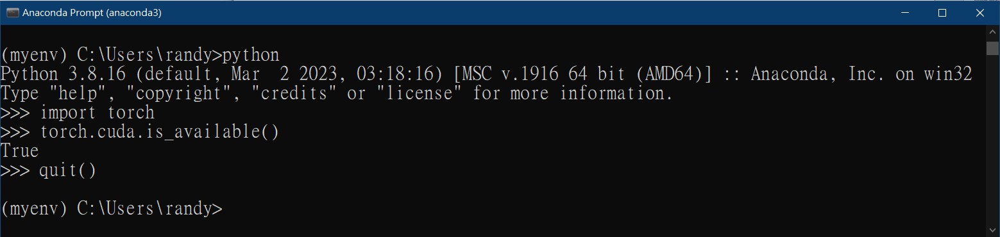 Anaconda Prompt (anaconda3)
(myenv) C:\Users\randy>python
Python 3.8.16 (default, Mar  2 2023, 03:18:16) [MSC v.1916 64 bit (AMD64)] :: Anaconda, Inc. on win32
Type "help", "copyright", "credits" or "license" for more information.
>>> import torch
>>> torch.cuda.is_available()
True
>>> quit()
(myenv) C:\Users\randy>